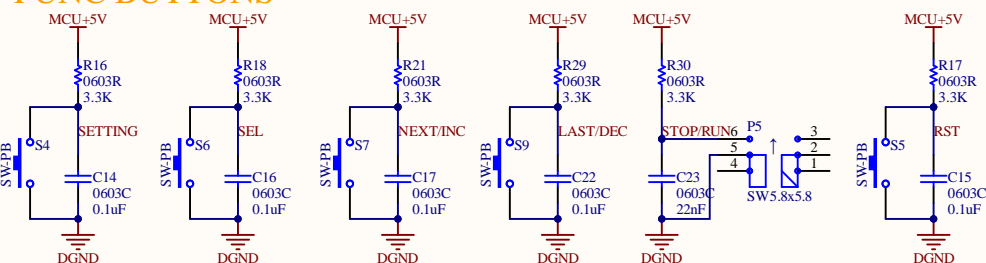 FUNC BUTTONS
MCU+5V MCU+5V MCU+5V MCU+5V MCU+5V MCU+5V
R16 R18 R21 R29 R30 R17
0603R 0603R 0603R 0603R 0603R 0603R
3.3K 3.3K 3.3K 3.3K 3.3K 3.3K
SETTING SEL NEXT/INC LAST/DEC STOP/RUN 6 P5 3 RST
SW-PB S4 SW-PB S6 SW-PB S7 SW-PB S9 5 2 SW-PB S5
4 1
C14 C16 C17 C22 C23 C15
0603C 0603C 0603C 0603C 0603C SW5.8x5.8 0603C
0.1uF 0.1uF 0.1uF 0.1uF 22nF 0.1uF
DGND DGND DGND DGND DGND DGND